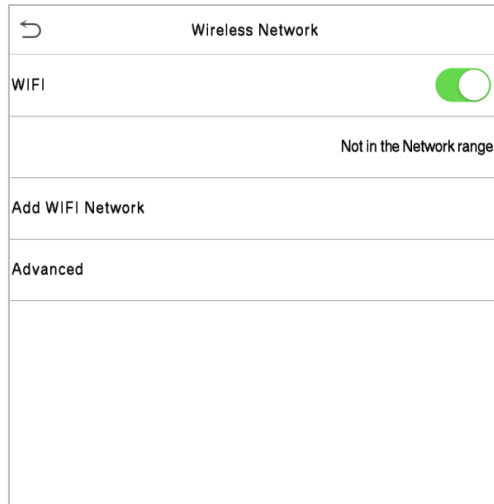 Wireless Network
WIFI
Not in the Network range
Add WIFI Network
Advanced